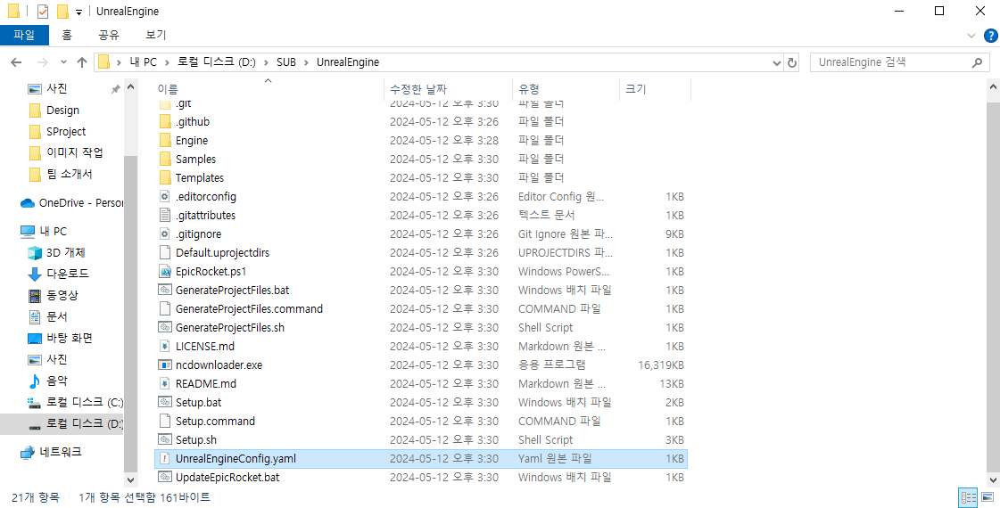 UnrealEngine
파일 홈 공유 보기
내 PC 로컬 디스크 (D:) SUB UnrealEngine
UnrealEngine 검색
사진
Design
SProject
이미지 작업
팀 소개서
OneDrive - Person
내 PC
3D 개체
다운로드
동영상
문서
바탕 화면
사진
음악
로컬 디스크 (C:)
로컬 디스크 (D:)
네트워크
이름 수정한 날짜 유형 크기
.git 2024-05-12 오후 3:30 파일 폴더
.github 2024-05-12 오후 3:26 파일 폴더
Engine 2024-05-12 오후 3:28 파일 폴더
Samples 2024-05-12 오후 3:30 파일 폴더
Templates 2024-05-12 오후 3:30 파일 폴더
.editorconfig 2024-05-12 오후 3:26 Editor Config 원... 1KB
.gitattributes 2024-05-12 오후 3:26 텍스트 문서 1KB
.gitignore 2024-05-12 오후 3:26 Git Ignore 원본 파... 9KB
Default.uprojectdirs 2024-05-12 오후 3:26 UPROJECTDIRS 파... 1KB
EpicRocket.ps1 2024-05-12 오후 3:30 Windows PowerS... 1KB
GenerateProjectFiles.bat 2024-05-12 오후 3:30 Windows 배치 파일 1KB
GenerateProjectFiles.command 2024-05-12 오후 3:30 COMMAND 파일 1KB
GenerateProjectFiles.sh 2024-05-12 오후 3:30 Shell Script 1KB
LICENSE.md 2024-05-12 오후 3:30 Markdown 원본 ... 1KB
ncdownloader.exe 2024-05-12 오후 3:30 응용 프로그램 16,319KB
README.md 2024-05-12 오후 3:30 Markdown 원본 ... 13KB
Setup.bat 2024-05-12 오후 3:30 Windows 배치 파일 2KB
Setup.command 2024-05-12 오후 3:30 COMMAND 파일 1KB
Setup.sh 2024-05-12 오후 3:30 Shell Script 3KB
UnrealEngineConfig.yaml 2024-05-12 오후 3:30 Yaml 원본 파일 1KB
UpdateEpicRocket.bat 2024-05-12 오후 3:30 Windows 배치 파일 1KB
21개 항목 1개 항목 선택함 161바이트